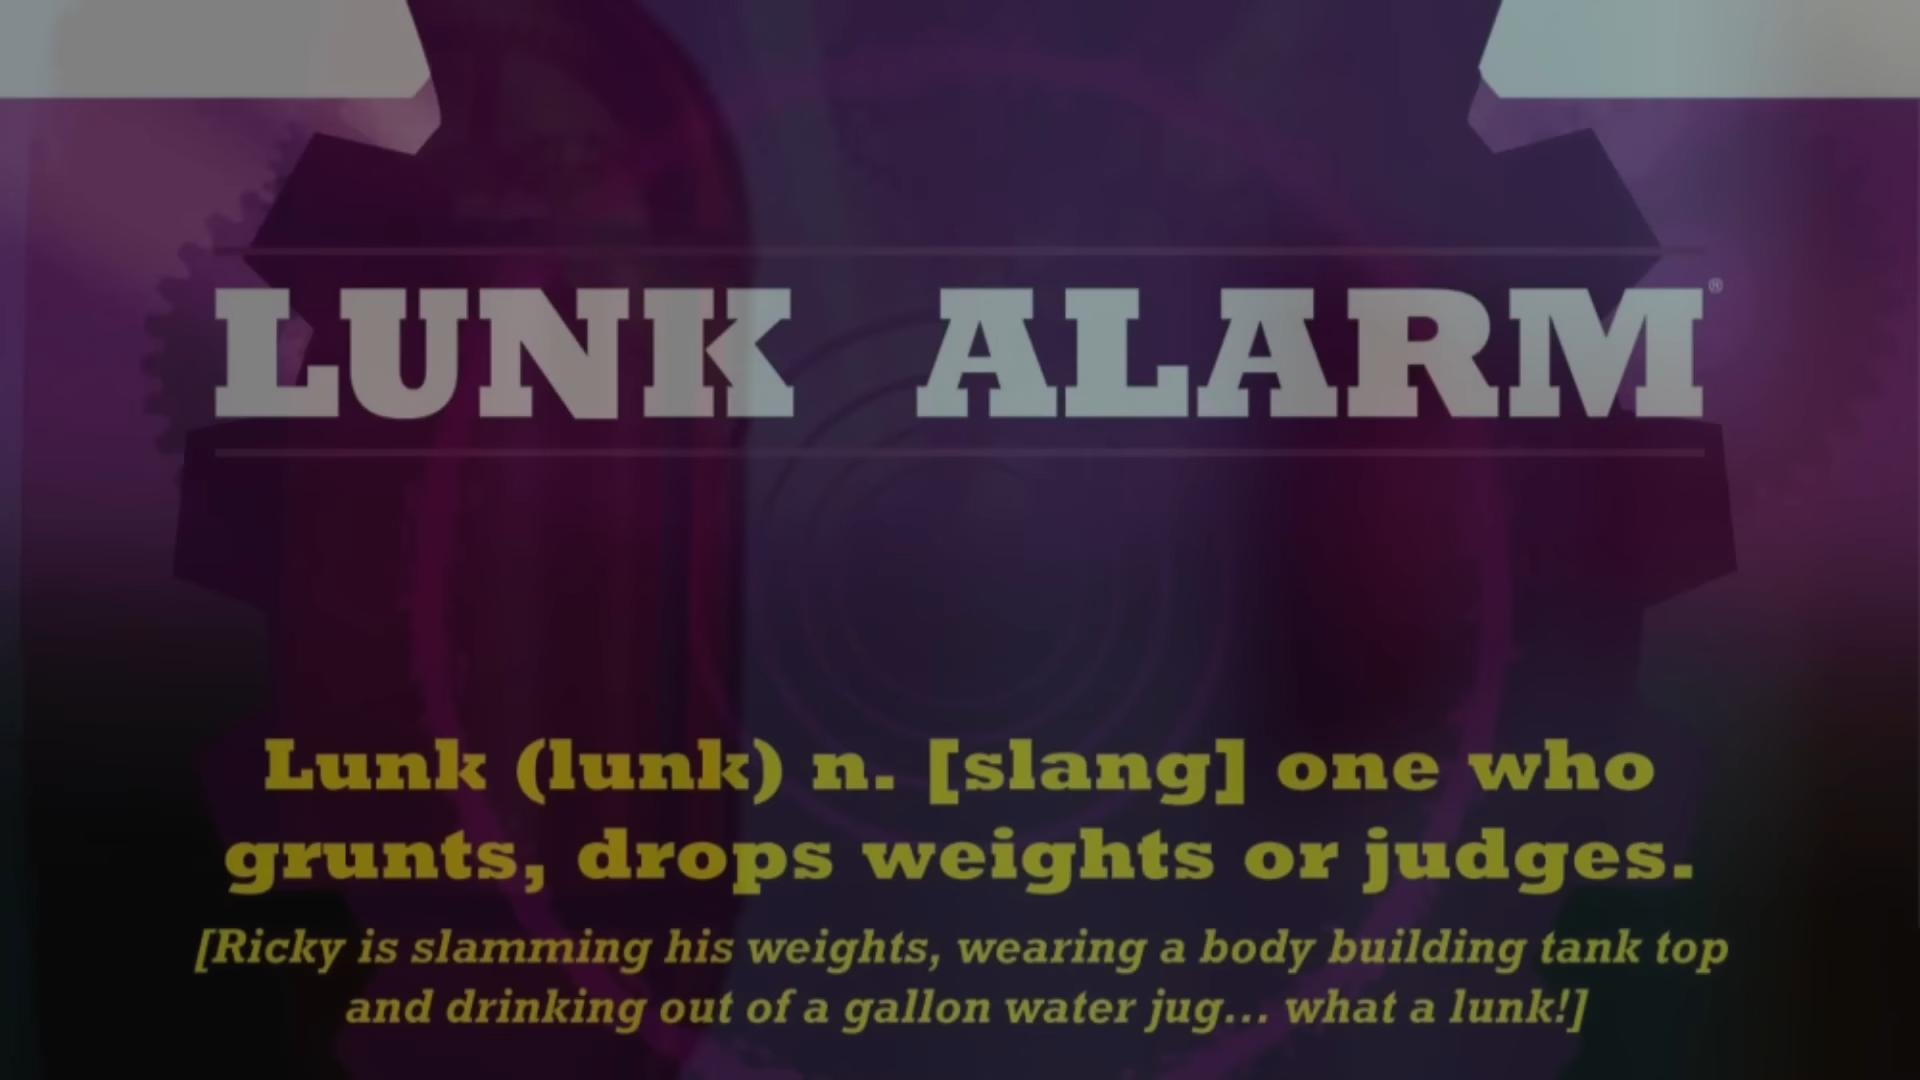 LUNK ALARM®
Lunk (lunk) n. [slang] one who
grunts, drops weights or judges.
[Ricky is slamming his weights, wearing a body building tank top
and drinking out of a gallon water jug... what a lunk!]